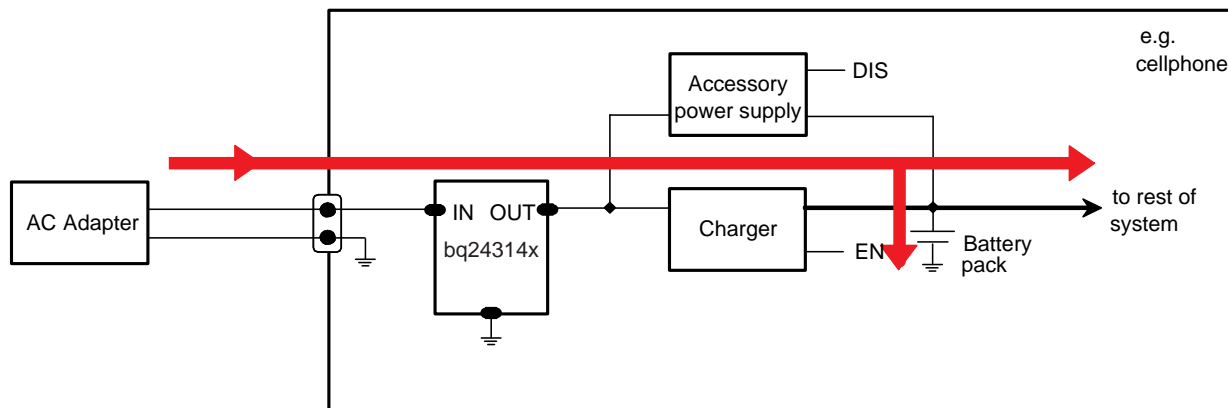 e.g.
cellphone
Accessory
power supply
DIS
AC Adapter
IN OUT
bq24314x
Charger
EN
to rest of
system
Battery
pack